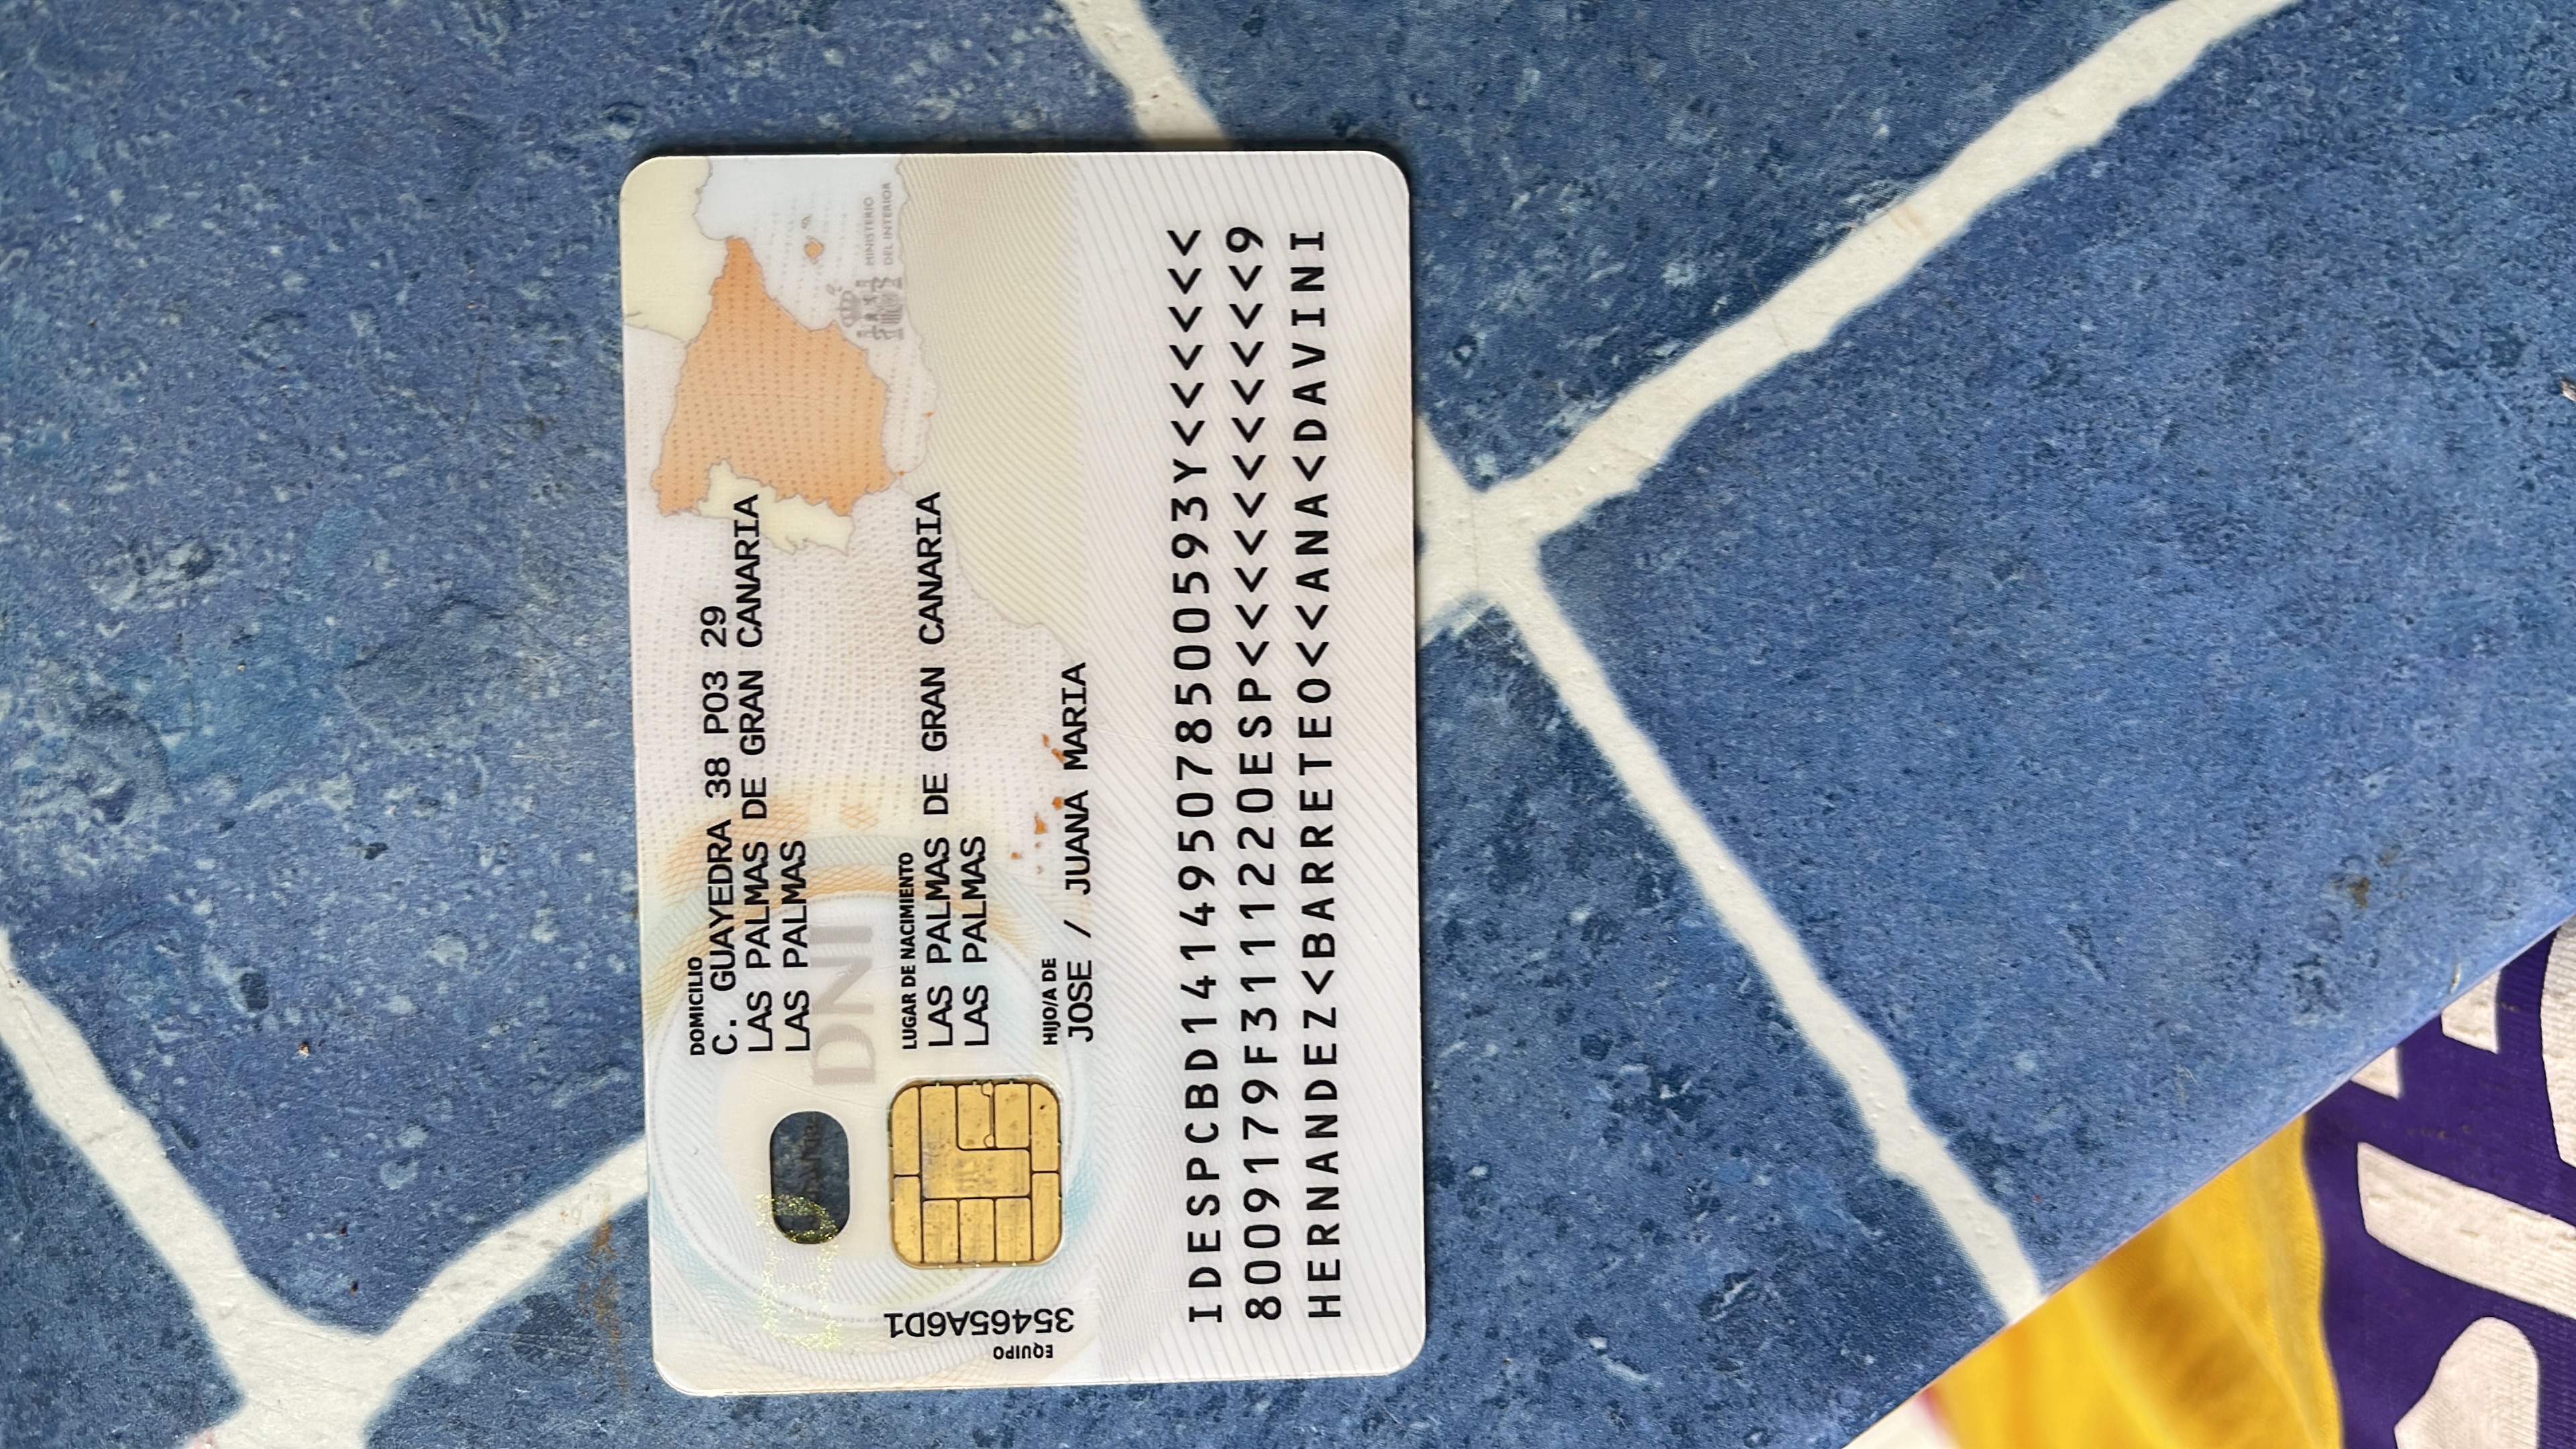 DOMICILIO
C. GUAYEDRA 38 P03 29
LAS PALMAS DE GRAN CANARIA
LAS PALMAS
DNI
MINISTERIO
DEL INTERIOR
LUGAR DE NACIMIENTO
LAS PALMAS DE GRAN CANARIA
LAS PALMAS
EQUIPO
35465A6D1
HIJO/A DE
JOSE / JUANA MARIA
IDESPCBD141495078500593Y<<<<<<
8009179F3111220ESP<<<<<<<<<<<9
HERNANDEZ<BARRETEO<<ANA<DAVINI